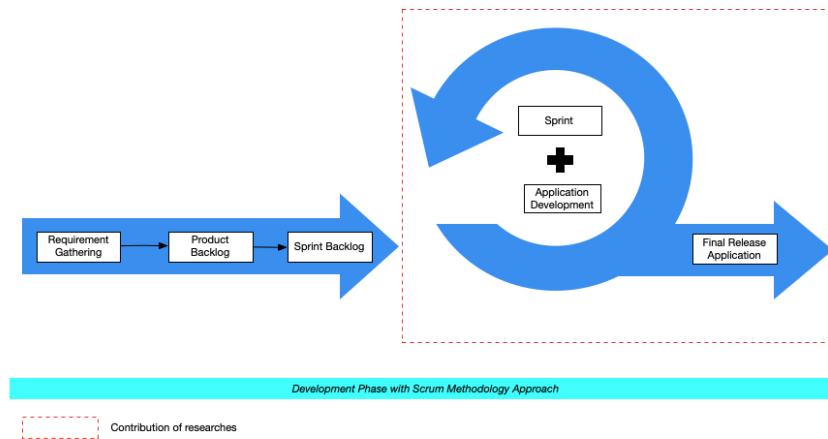 Requirement
Gathering
Product
Backlog
Sprint Backlog
Sprint
Application
Development
Final Release
Application
Development Phase with Scrum Methodology Approach
Contribution of researches